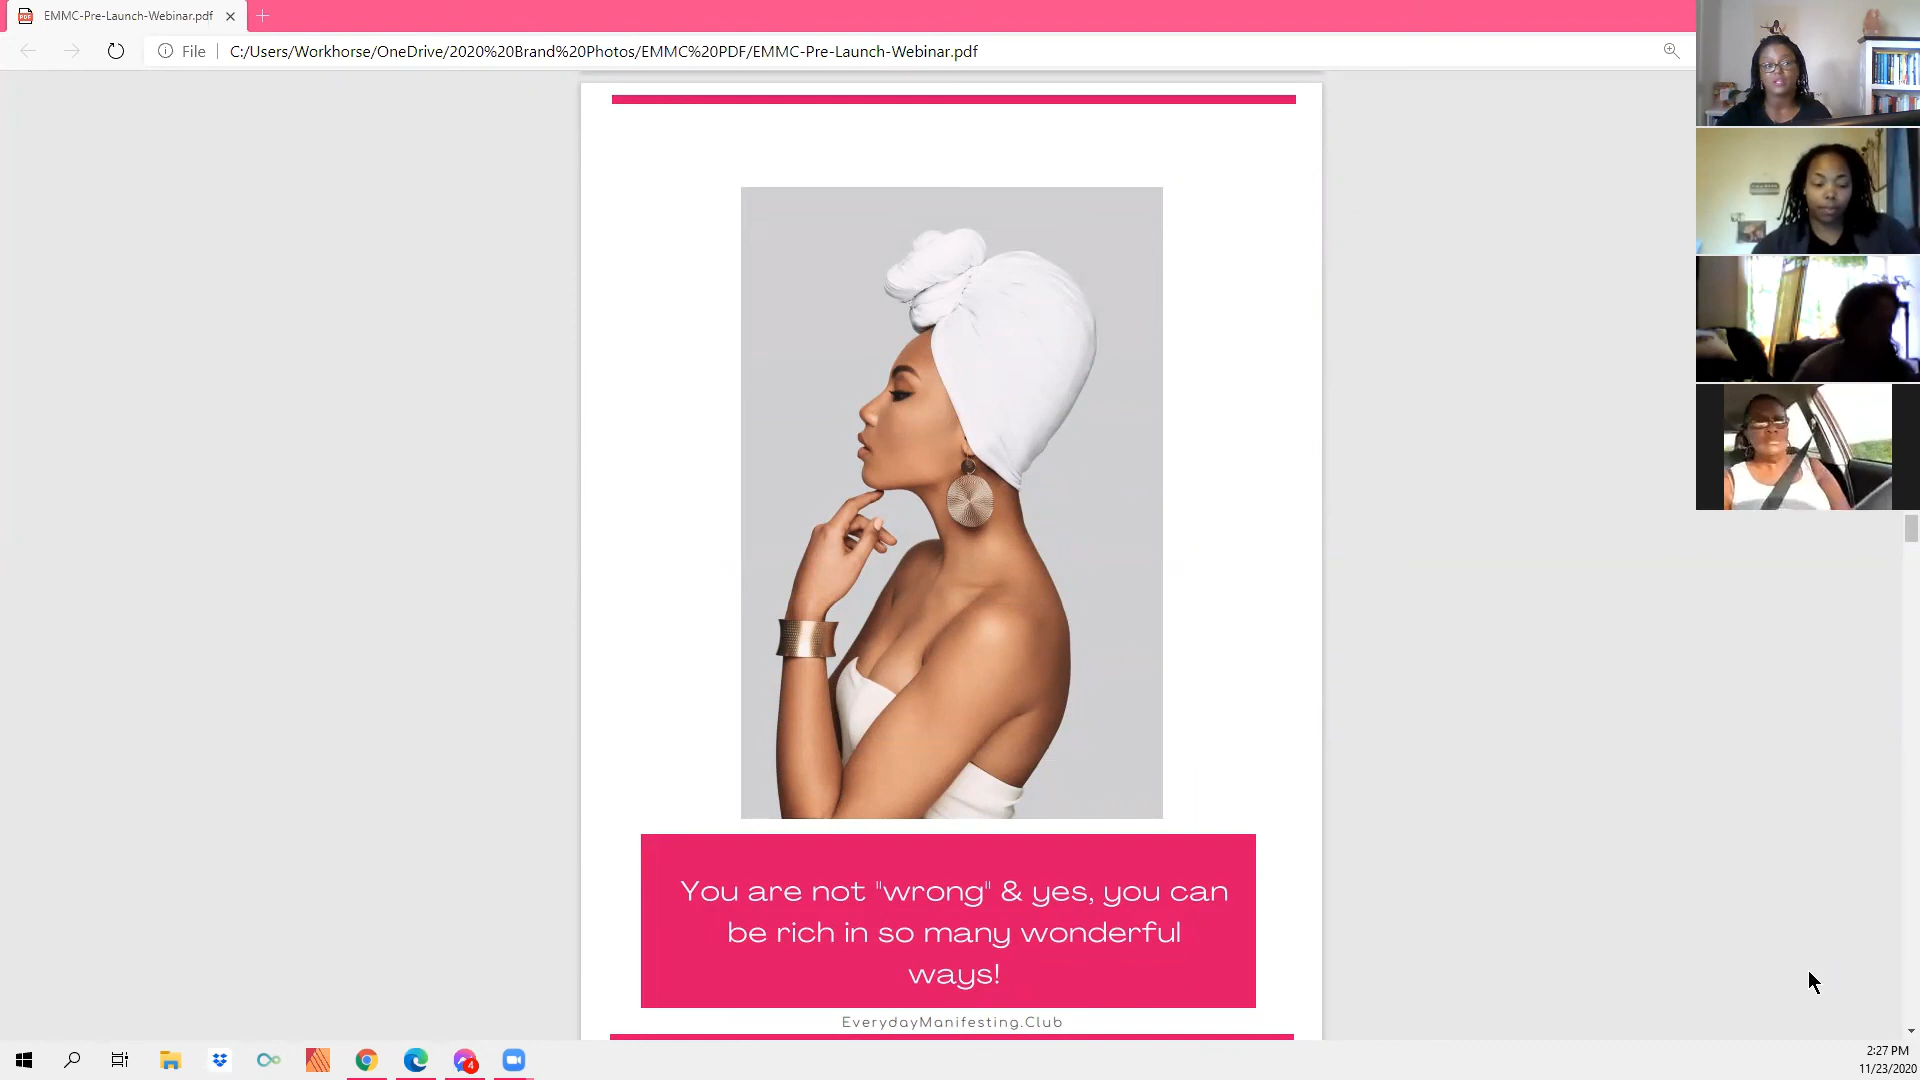 EMMC-Pre-Launch-Webinar.pdf
File
C:/Users/Workhorse/OneDrive/2020%20Brand%20Photos/EMMC%20PDF/EMMC-Pre-Launch-Webinar.pdf
You are not "wrong" & yes, you can
be rich in so many wonderful
ways!
EverydayManifesting.Club
4
2:27 PM
11/23/2020